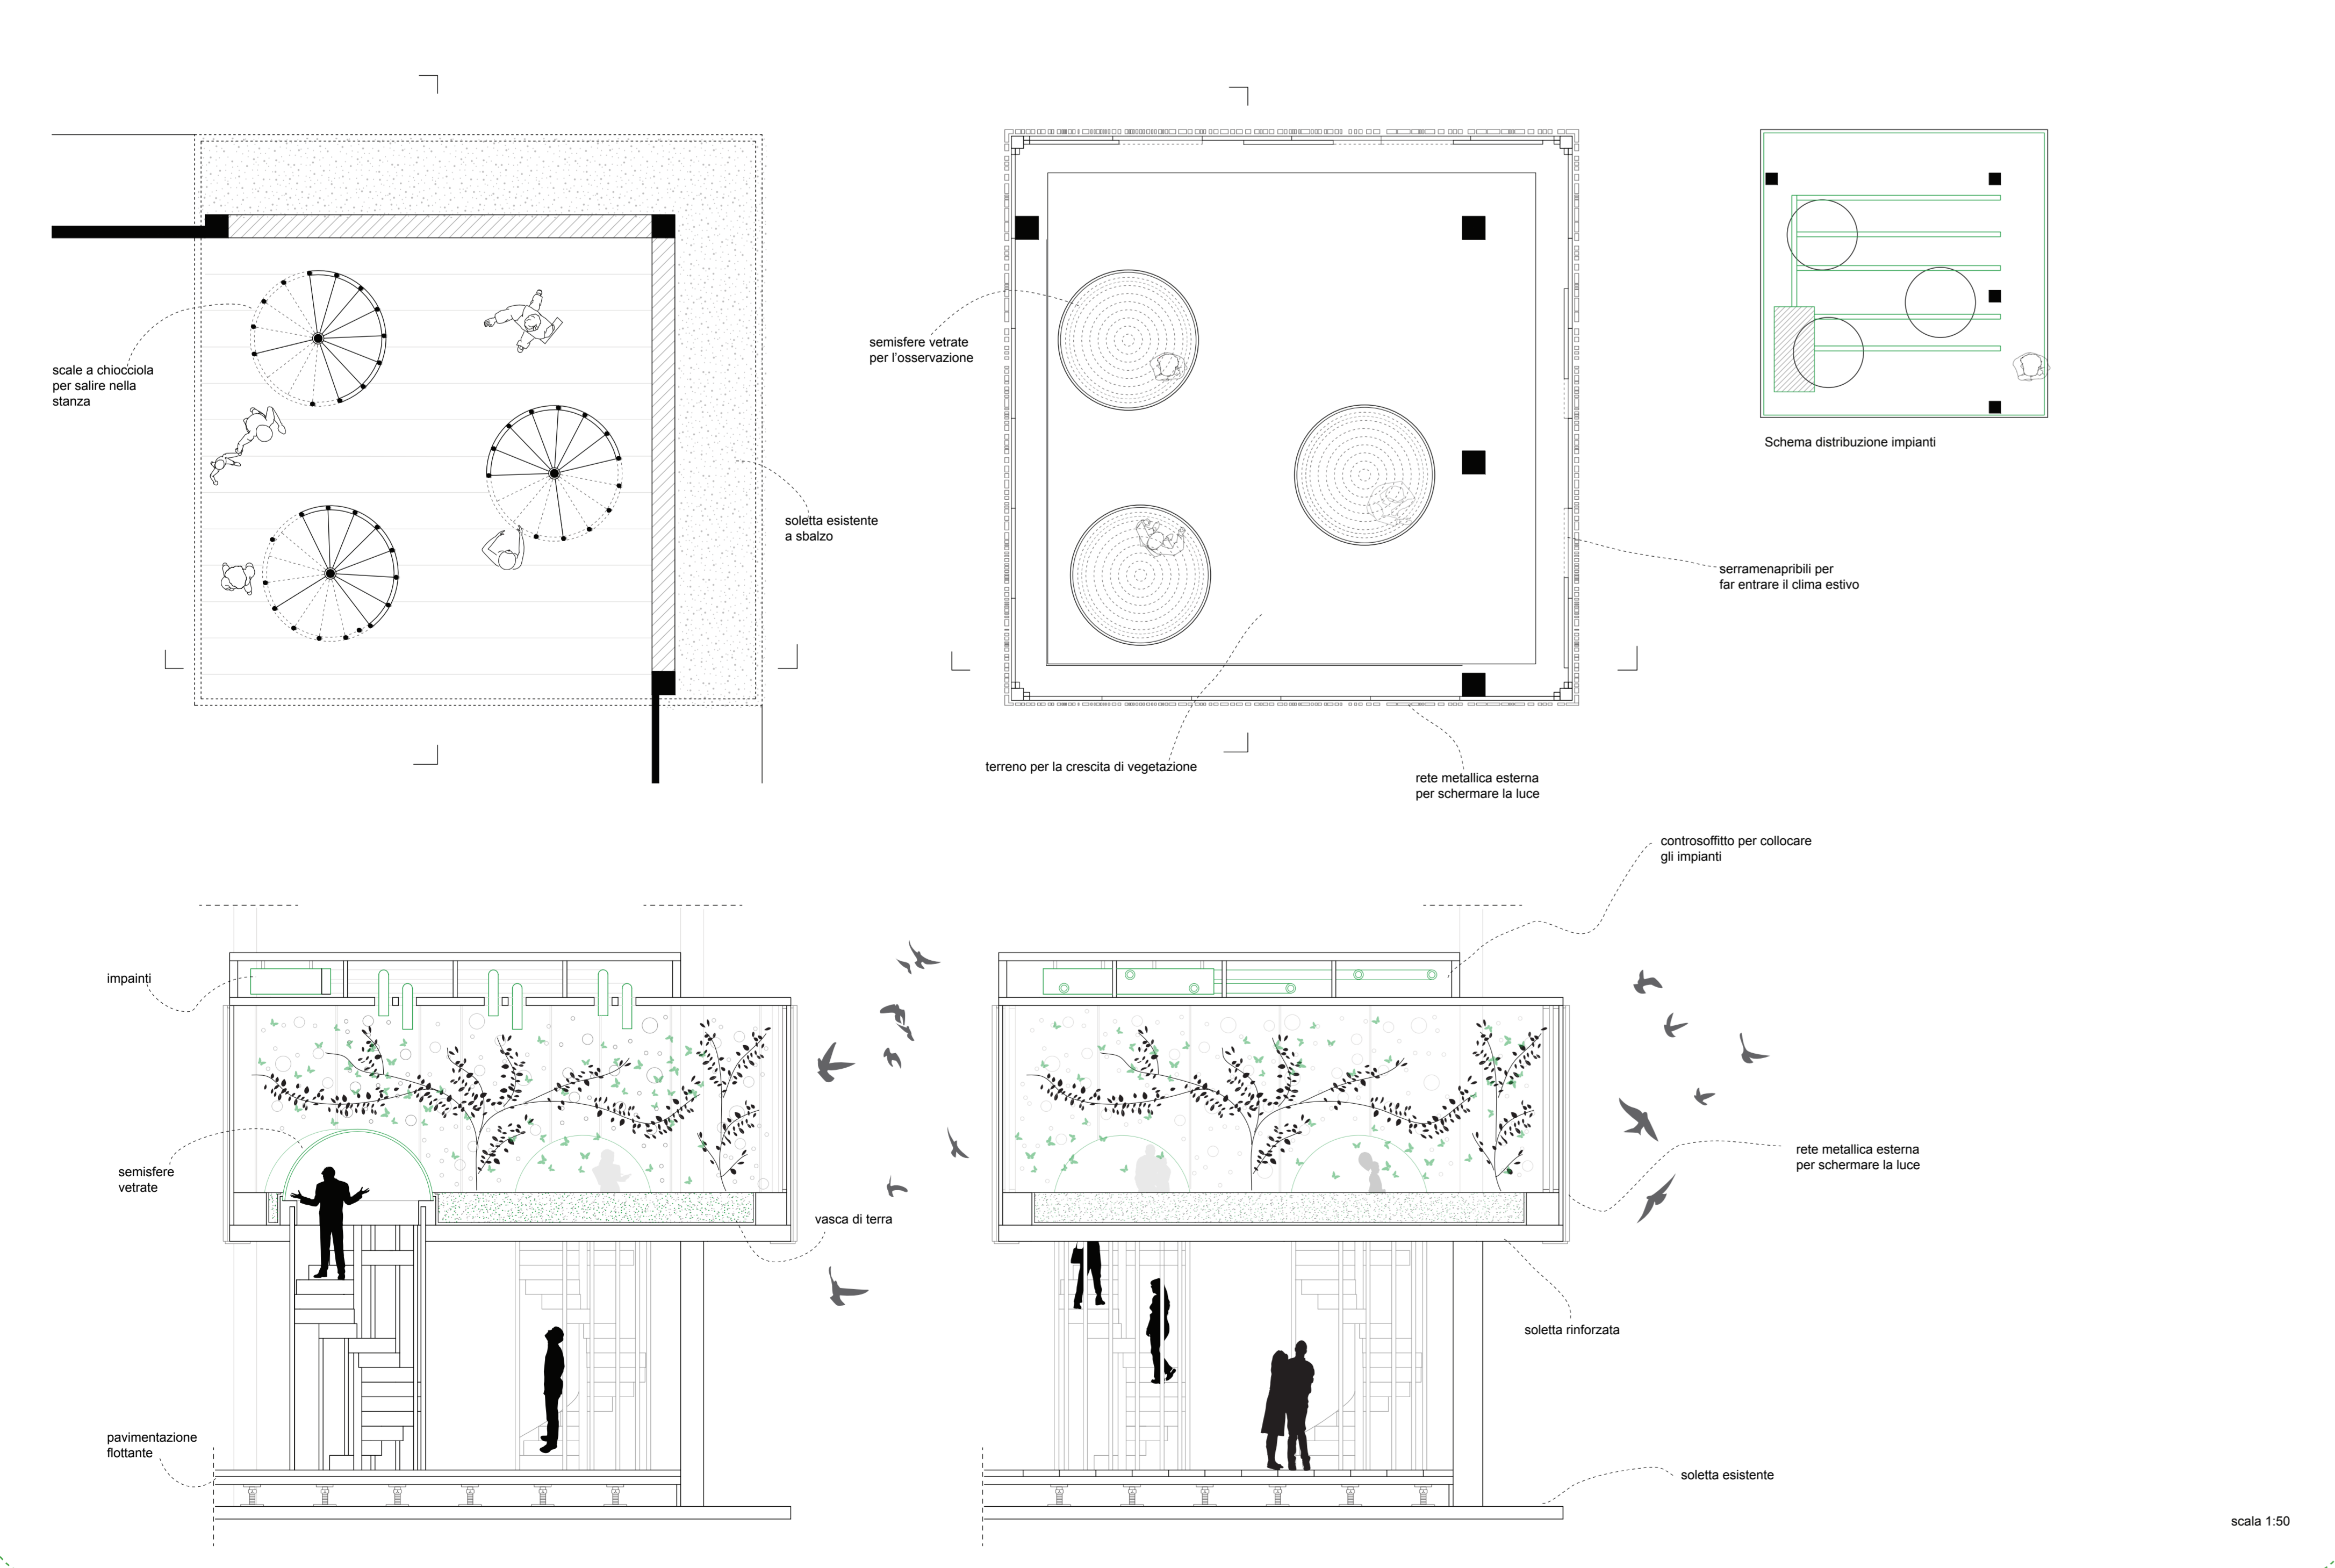 scale a chiocciola
per salire nella
stanza
soletta esistente
a sbalzo
semisfere vetrate
per l'osservazione
Schema distribuzione impianti
serramenapribili per
far entrare il clima estivo
terreno per la crescita di vegetazione
rete metallica esterna
per schermare la luce
controsoffitto per collocare
gli impianti
impainti
semisfere
vetrate
vasca di terra
rete metallica esterna
per schermare la luce
soletta rinforzata
pavimentazione
flottante
soletta esistente
scala 1:50